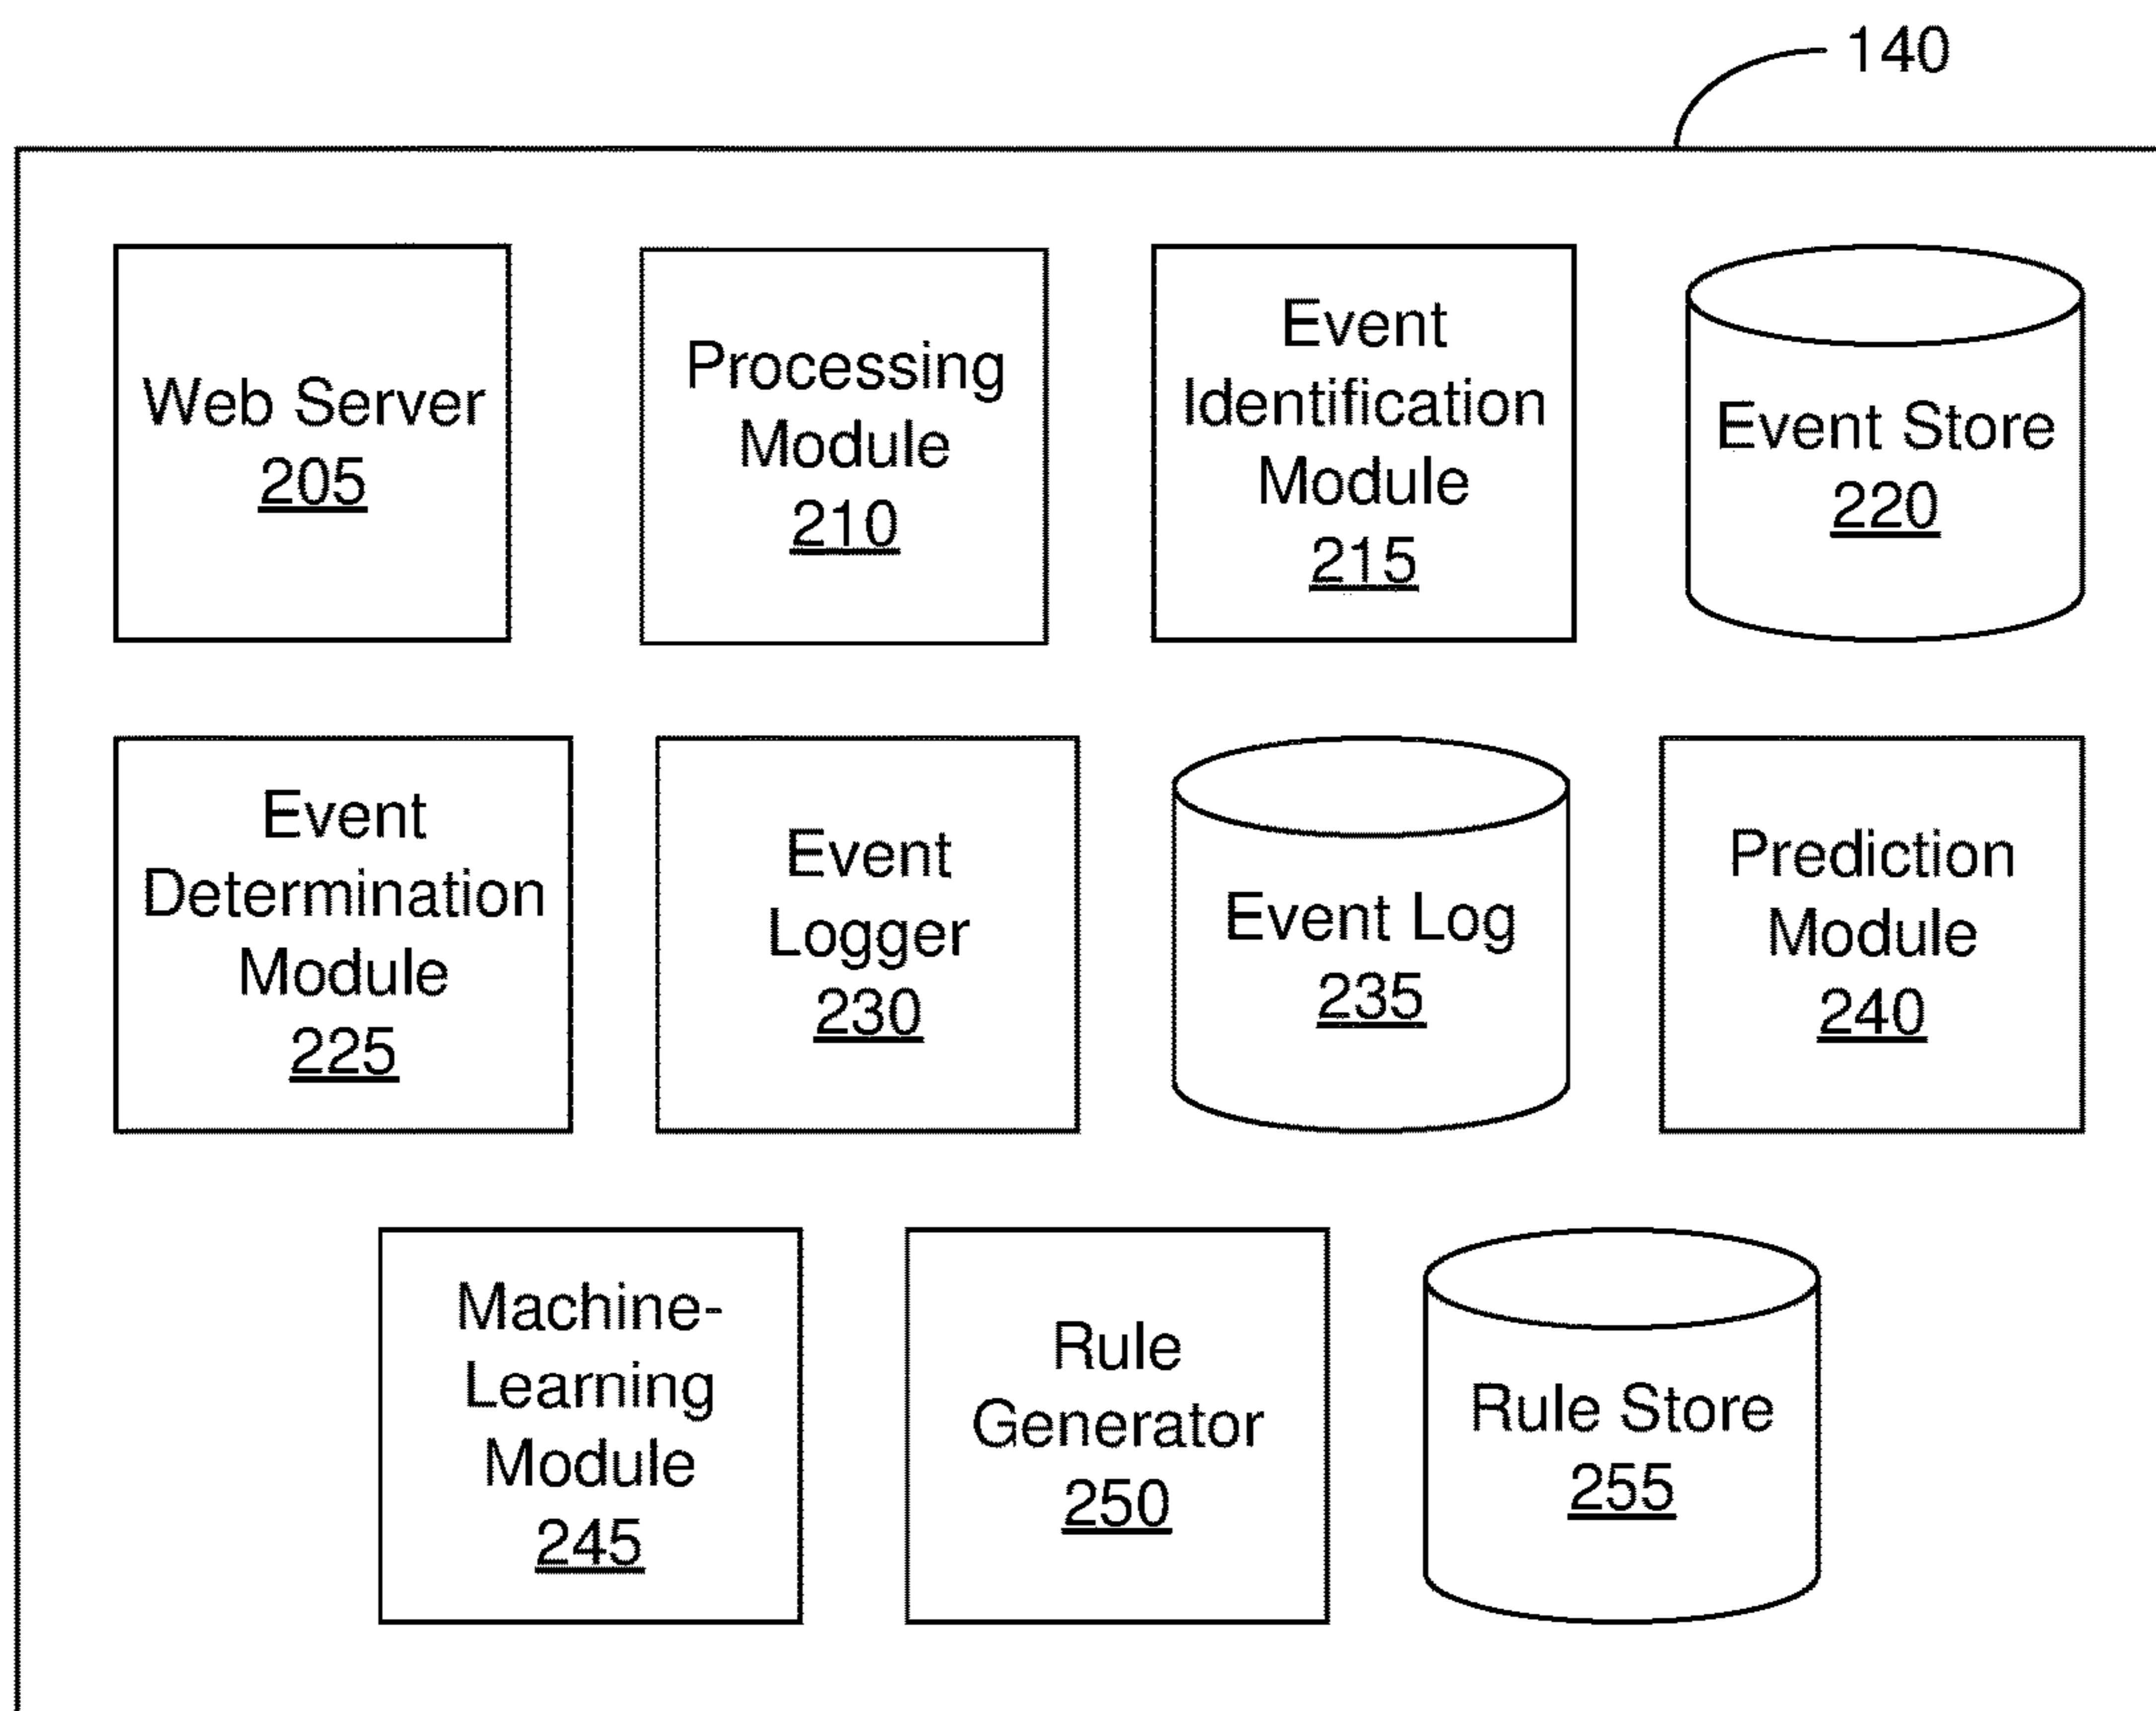 140
Web Server
205
Processing
Module
210
Event
Identification
Module
215
Event Store
220
Event
Determination
Module
225
Event
Logger
230
Event Log
235
Prediction
Module
240
Machine-
Learning
Module
245
Rule
Generator
250
Rule Store
255